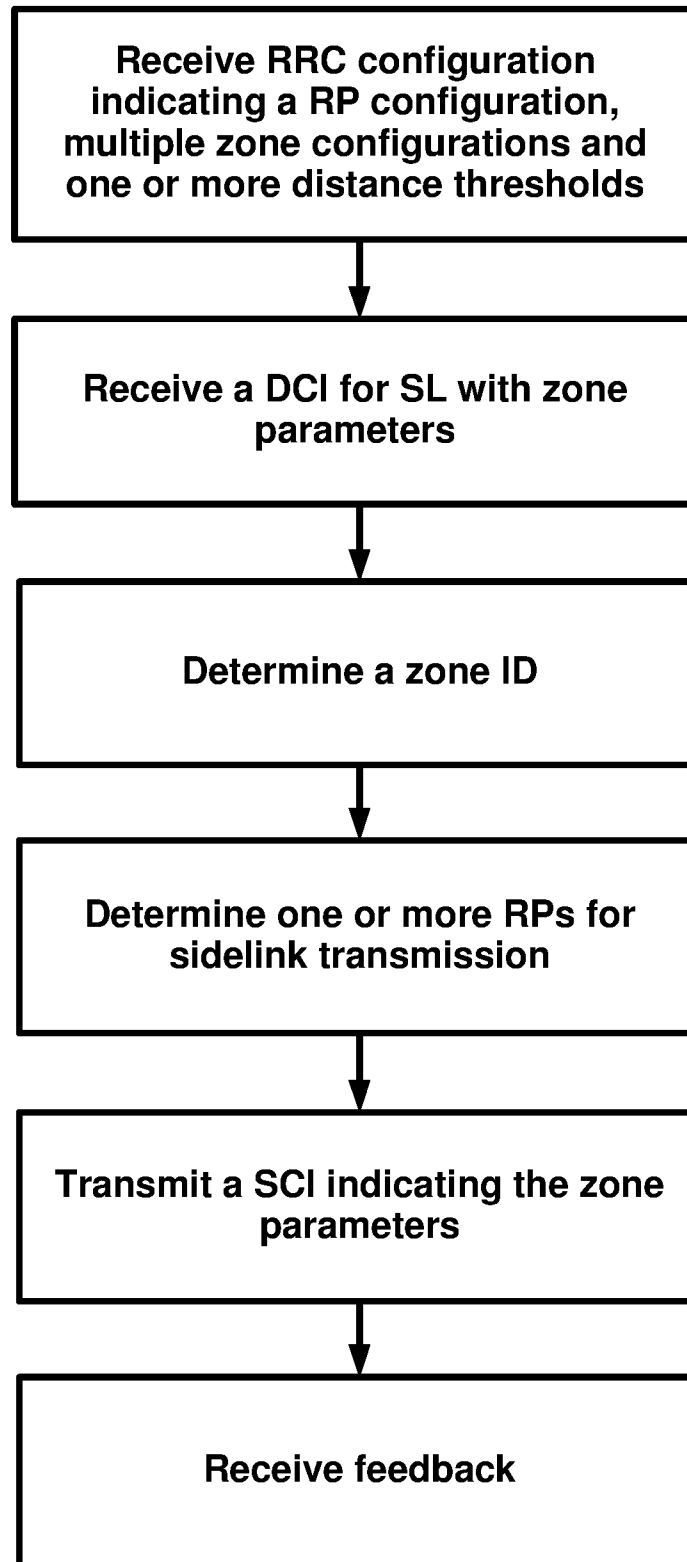 Receive RRC configuration
indicating a RP configuration,
multiple zone configurations and
one or more distance thresholds
Receive a DCI for SL with zone
parameters
Determine a zone ID
Determine one or more RPs for
sidelink transmission
Transmit a SCI indicating the zone
parameters
Receive feedback